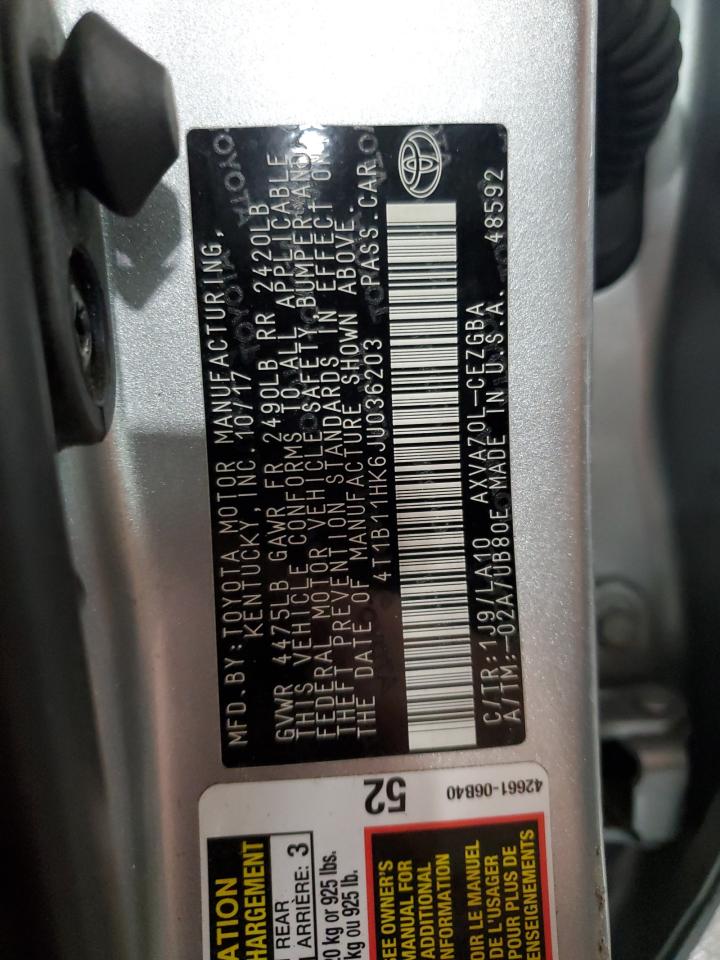 MFD.BY:TOYOTA MOTOR MANUFACTURING,
KENTUCKY, INC. 10/17
GVWR 4475LB GAWR FR 2490LB RR 2420LB
THIS VEHICLE CONFORMS TO ALL APPLICABLE
FEDERAL MOTOR VEHICLE SAFETY, BUMPER AND
THEFT PREVENTION STANDARDS IN EFFECT ON
THE DATE OF MANUFACTURE SHOWN ABOVE.
4T1B11HK6JU036203 PASS.CAR
C/TR:1J9/LA10 AXVA70L-CEZGBA
A/TM:-02A/UB80E MADE IN U.S.A. 48592
52
42661-06B40
ATION
HARGEMENT
REAR
ARRIÈRE: 3
20 kg or 925 lbs.
kg ou 925 lb.
SEE OWNER'S
MANUAL FOR
ADDITIONAL
INFORMATION
OIR LE MANUEL
DE L'USAGER
POUR PLUS DE
ENSEIGNEMENTS